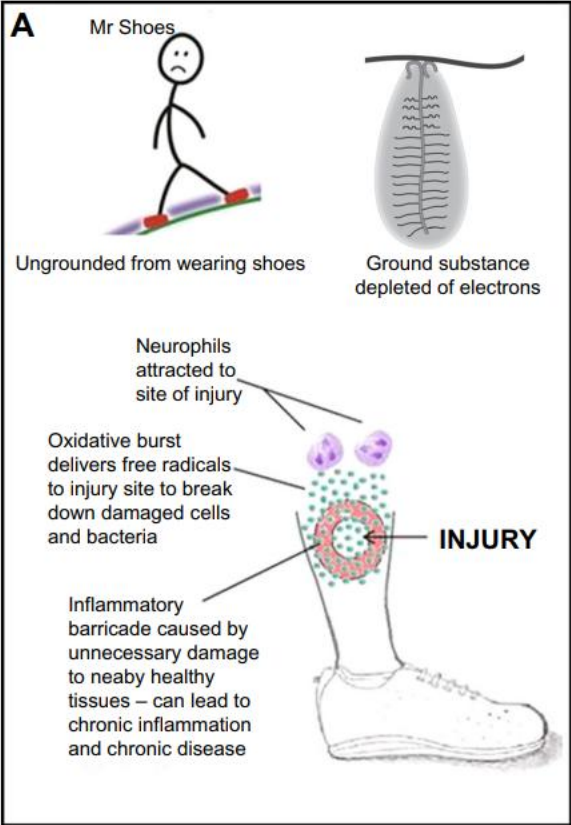 A
Mr Shoes
Ungrounded from wearing shoes
Ground substance
depleted of electrons
Neurophils
attracted to
site of injury
Oxidative burst
delivers free radicals
to injury site to break
down damaged cells
and bacteria
INJURY
Inflammatory
barricade caused by
unnecessary damage
to neaby healthy
tissues – can lead to
chronic inflammation
and chronic disease